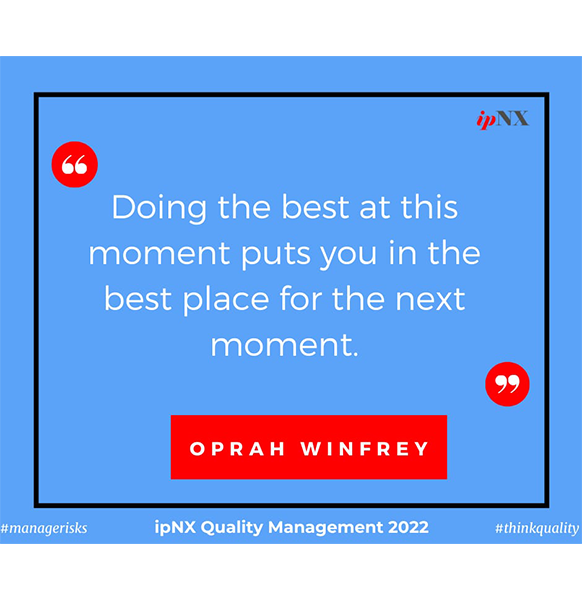 ipNX
“
Doing the best at this
moment puts you in the
best place for the next
moment.
”
OPRAH WINFREY
#managerisks ipNX Quality Management 2022 #thinkquality